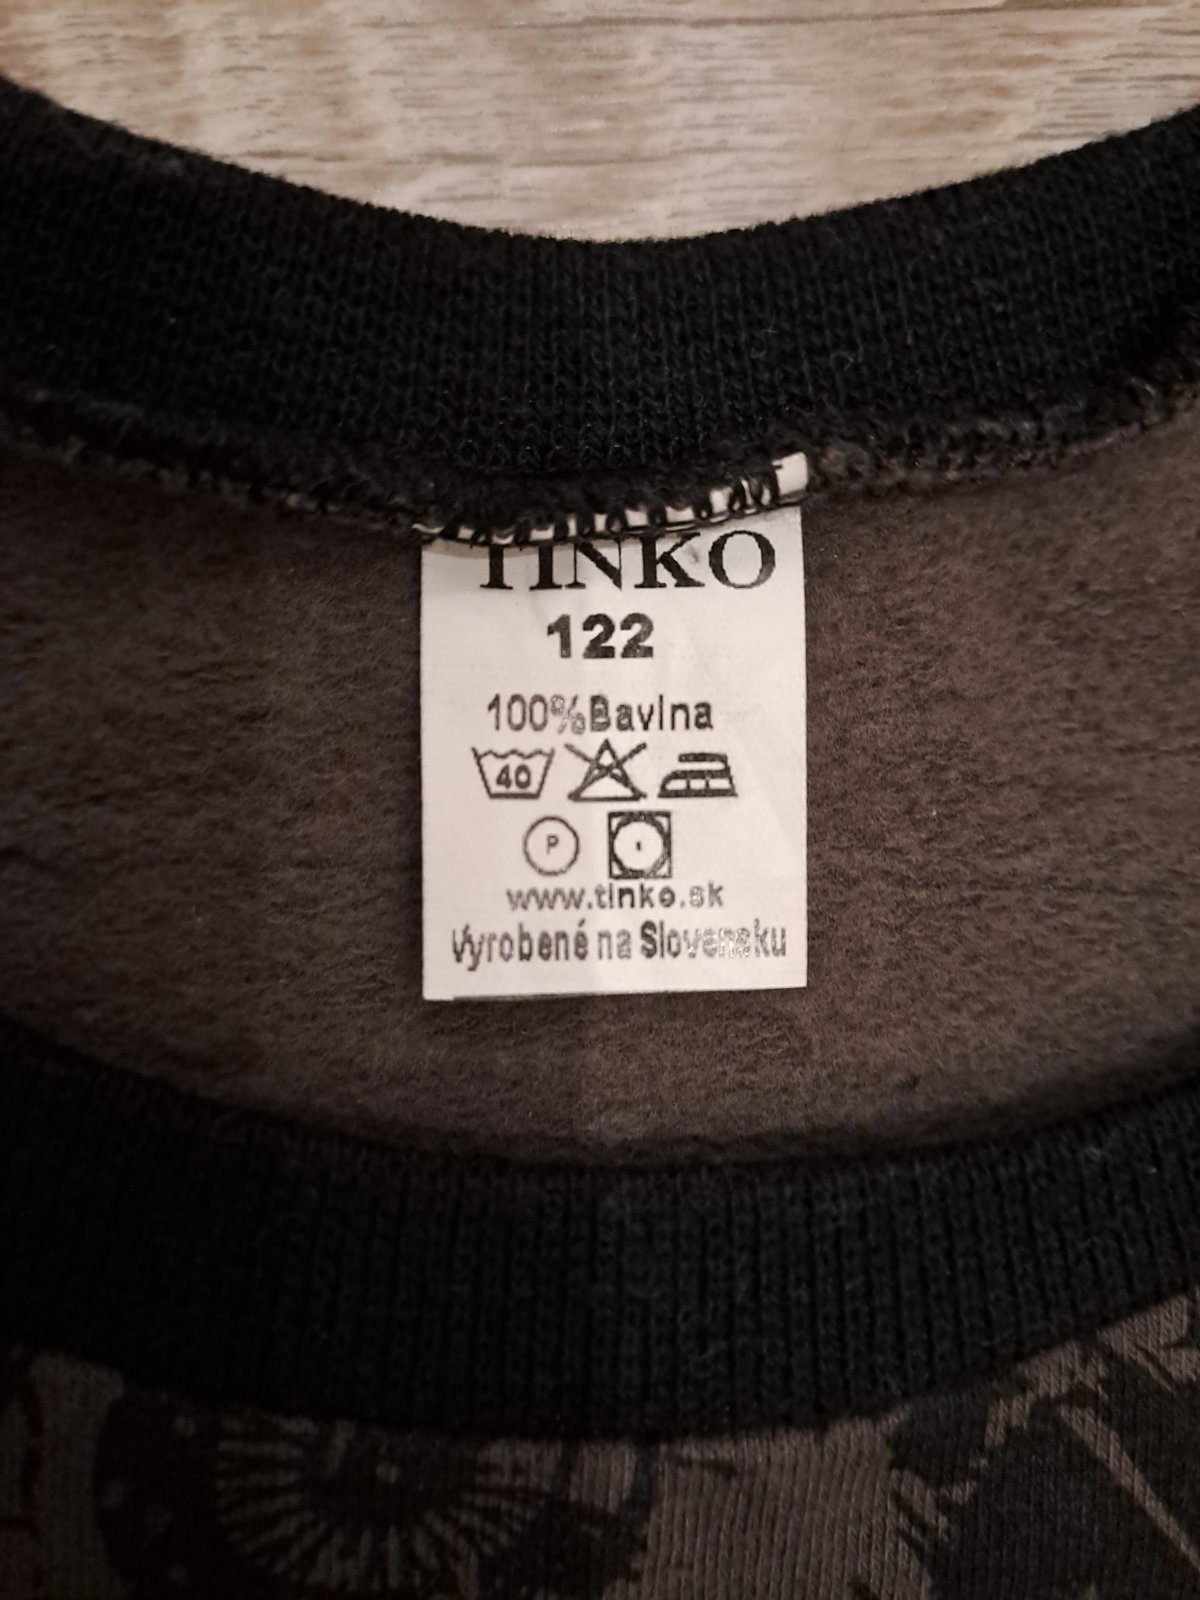 TINKO
122
100%Bavlna
40
P
www.tinko.sk
Vyrobené na Slovensku